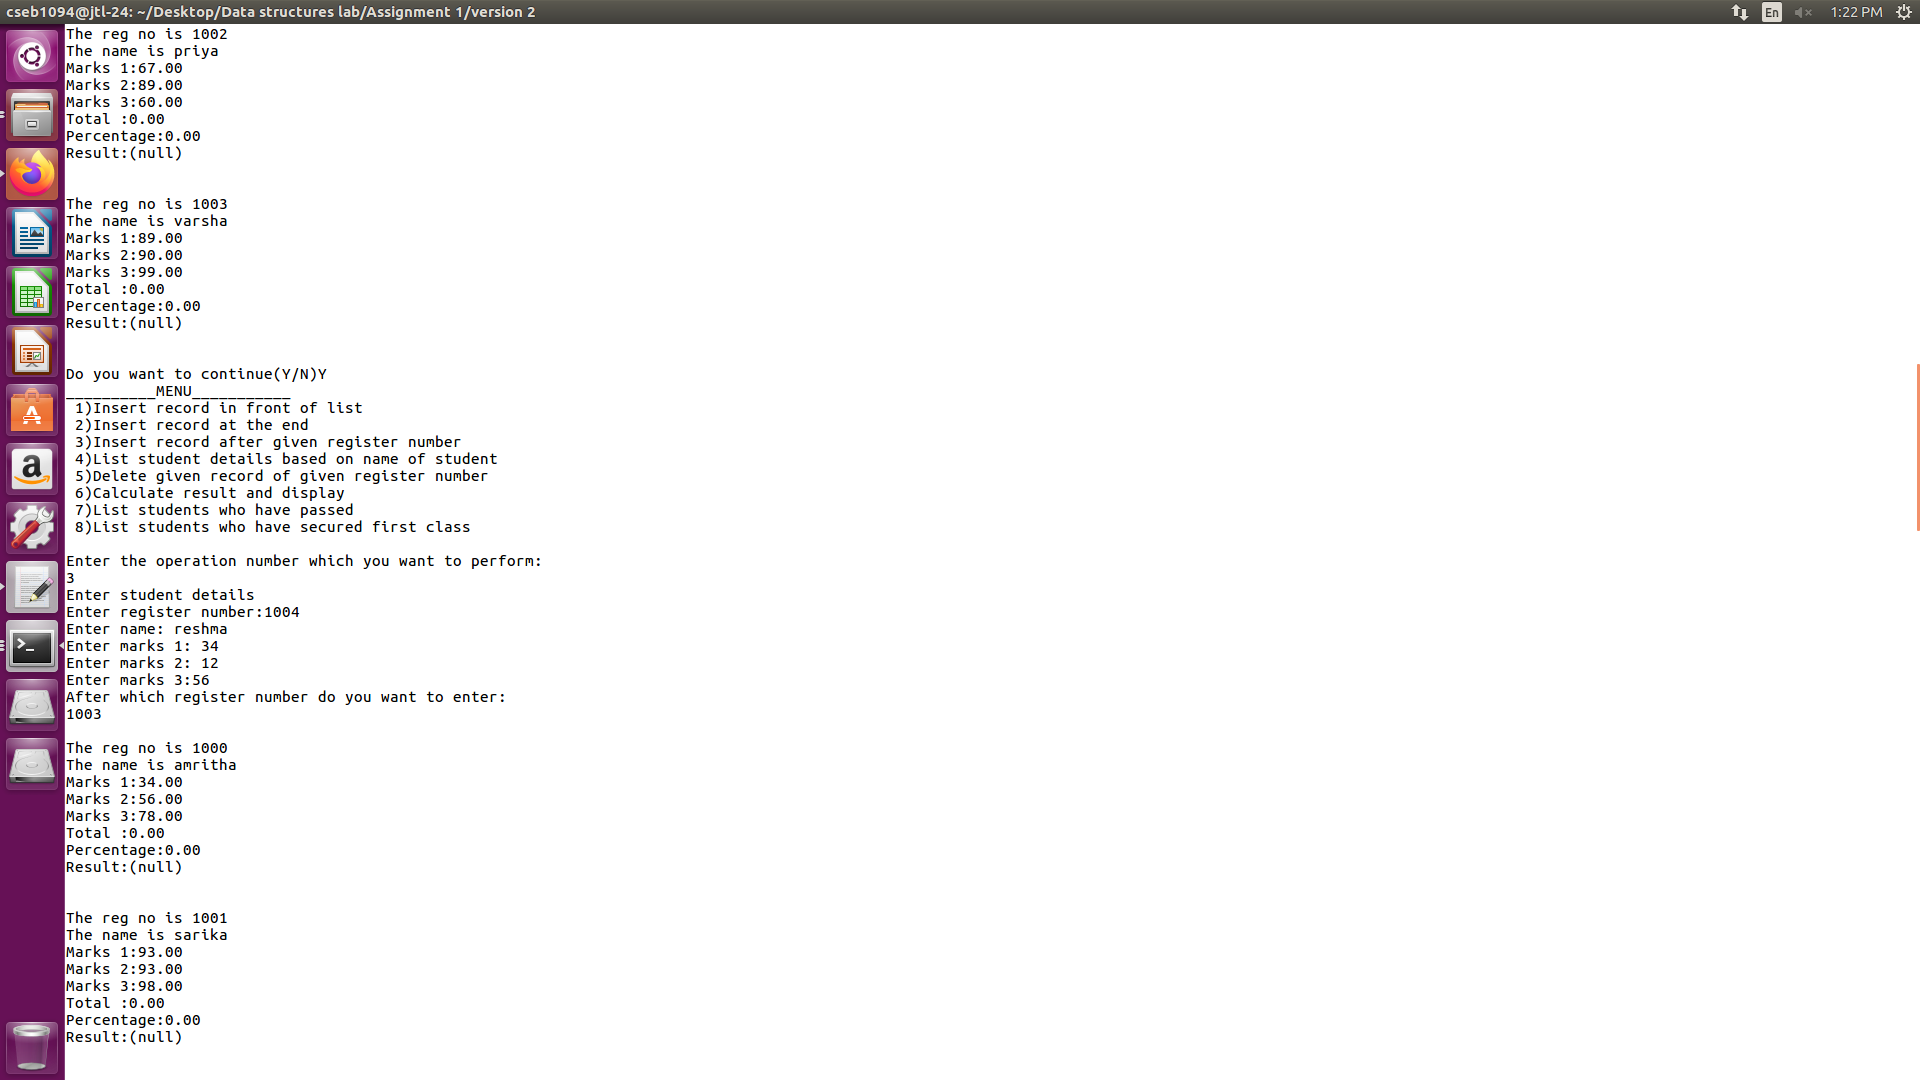 cseb1094@jtl-24: ~/Desktop/Data structures lab/Assignment 1/version 2
En
1:22 PM
The reg no is 1002
The name is priya
Marks 1:67.00
Marks 2:89.00
Marks 3:60.00
Total :0.00
Percentage:0.00
Result:(null)
The reg no is 1003
The name is varsha
Marks 1:89.00
Marks 2:90.00
Marks 3:99.00
Total :0.00
Percentage:0.00
Result:(null)
Do you want to continue(Y/N)Y
__________MENU___________
1)Insert record in front of list
2)Insert record at the end
3)Insert record after given register number
4)List student details based on name of student
5)Delete given record of given register number
6)Calculate result and display
7)List students who have passed
8)List students who have secured first class
Enter the operation number which you want to perform:
3
Enter student details
Enter register number:1004
Enter name: reshma
Enter marks 1: 34
Enter marks 2: 12
Enter marks 3:56
After which register number do you want to enter:
1003
The reg no is 1000
The name is amritha
Marks 1:34.00
Marks 2:56.00
Marks 3:78.00
Total :0.00
Percentage:0.00
Result:(null)
The reg no is 1001
The name is sarika
Marks 1:93.00
Marks 2:93.00
Marks 3:98.00
Total :0.00
Percentage:0.00
Result:(null)